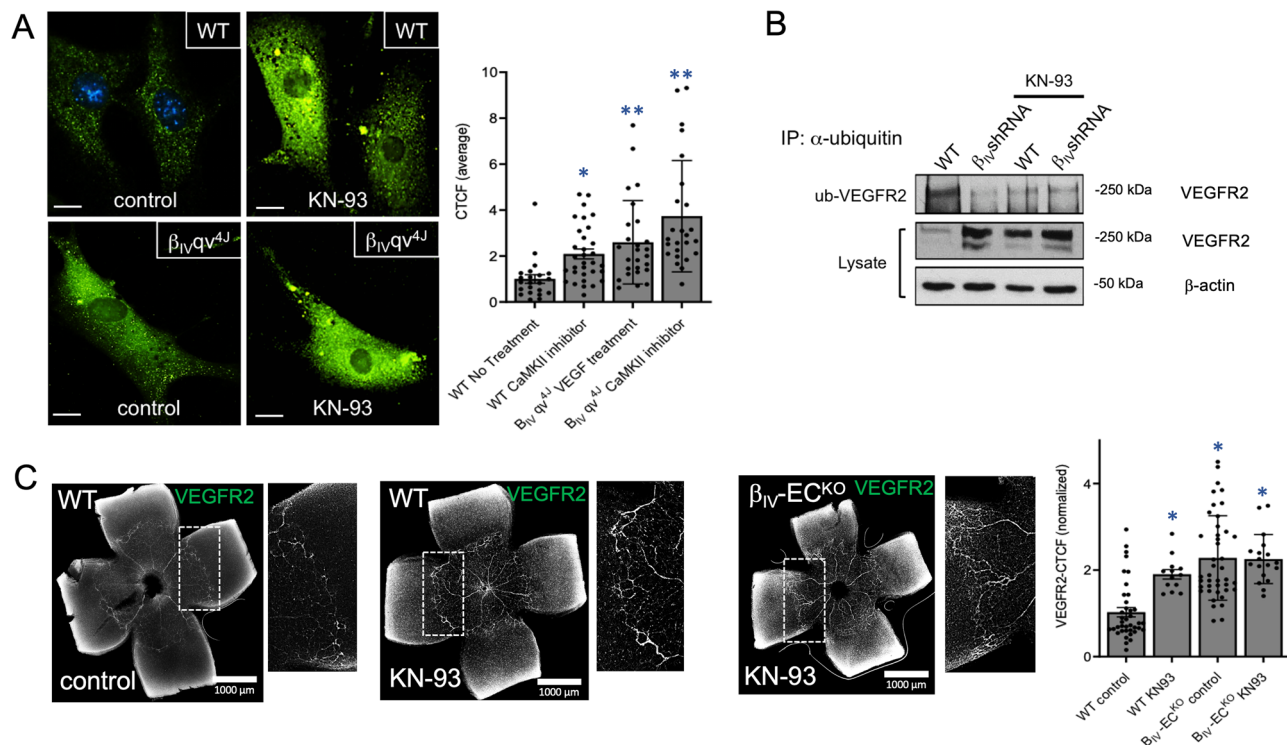 A
WT
control
WT
KN-93
βIVqv4J
control
βIVqv4J
KN-93
CTCF (average)
10
8
6
4
2
0
*
**
**
WT No Treatment
WT CaMKII inhibitor
BIV qv4J VEGF treatment
BIV qv4J CaMKII inhibitor
B
KN-93
IP: α-ubiquitin
WT
βIVshRNA
WT
βIVshRNA
ub-VEGFR2
-250 kDa
VEGFR2
Lysate
-250 kDa
VEGFR2
-50 kDa
β-actin
C
WT
VEGFR2
control
1000 µm
WT
VEGFR2
KN-93
1000 µm
βIV-ECKO
VEGFR2
KN-93
1000 µm
VEGFR2-CTCF (normalized)
4
2
0
*
*
*
WT control
WT KN93
BIV-ECKO control
BIV-ECKO KN93